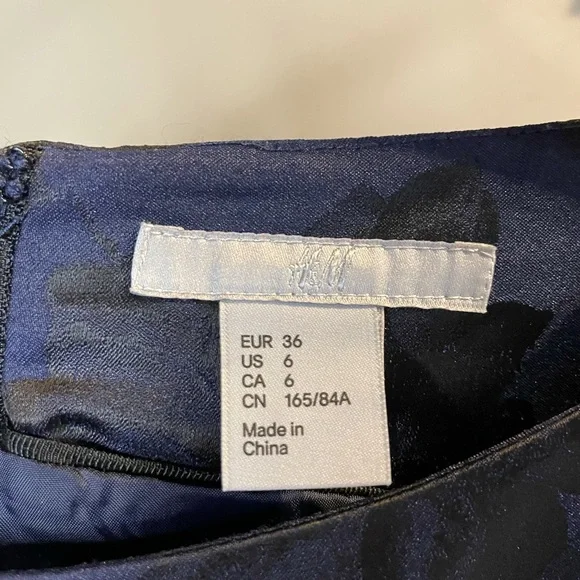 H&M
EUR 36
US 6
CA 6
CN 165/84A
Made in
China